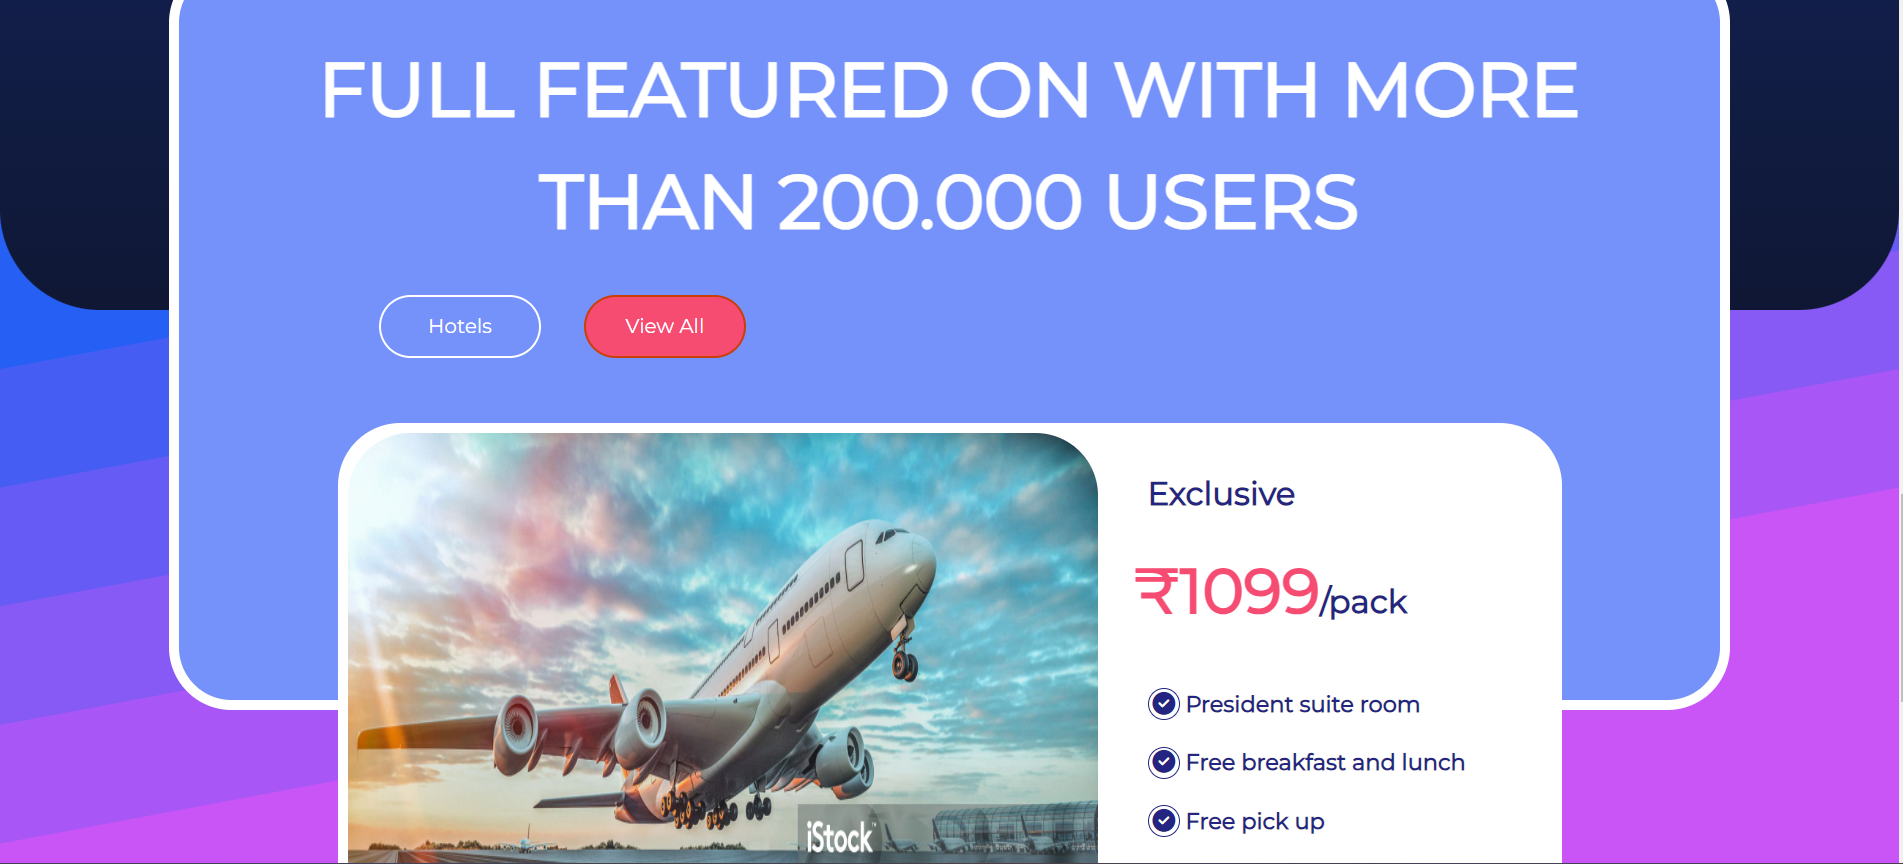 FULL FEATURED ON WITH MORE
THAN 200.000 USERS
Hotels
View All
Exclusive
₹1099/pack
President suite room
Free breakfast and lunch
Free pick up
iStock™